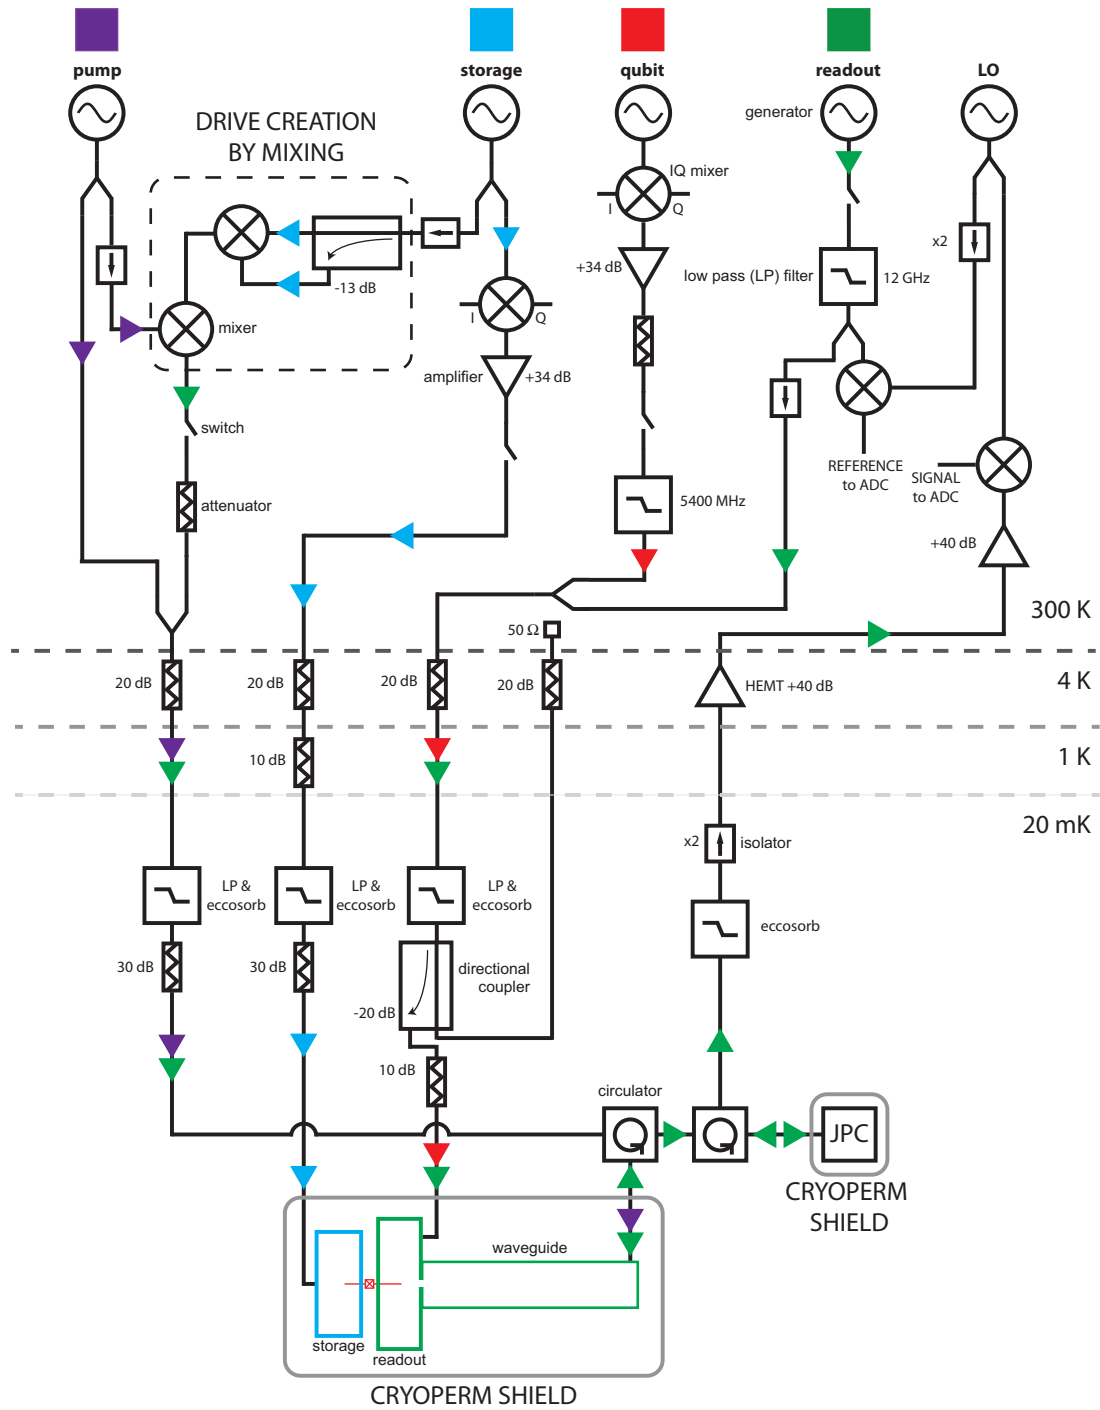 pump
storage
qubit
readout
LO
generator
DRIVE CREATION
BY MIXING
IQ mixer
I
Q
x2
+34 dB
low pass (LP) filter
12 GHz
-13 dB
I
Q
mixer
amplifier
+34 dB
switch
REFERENCE
to ADC
SIGNAL
to ADC
attenuator
5400 MHz
+40 dB
300 K
50 Ω
20 dB
20 dB
20 dB
20 dB
HEMT +40 dB
4 K
10 dB
1 K
20 mK
x2
isolator
LP &
eccosorb
LP &
eccosorb
LP &
eccosorb
eccosorb
30 dB
30 dB
directional
coupler
-20 dB
10 dB
circulator
JPC
CRYOPERM
SHIELD
waveguide
storage
readout
CRYOPERM SHIELD